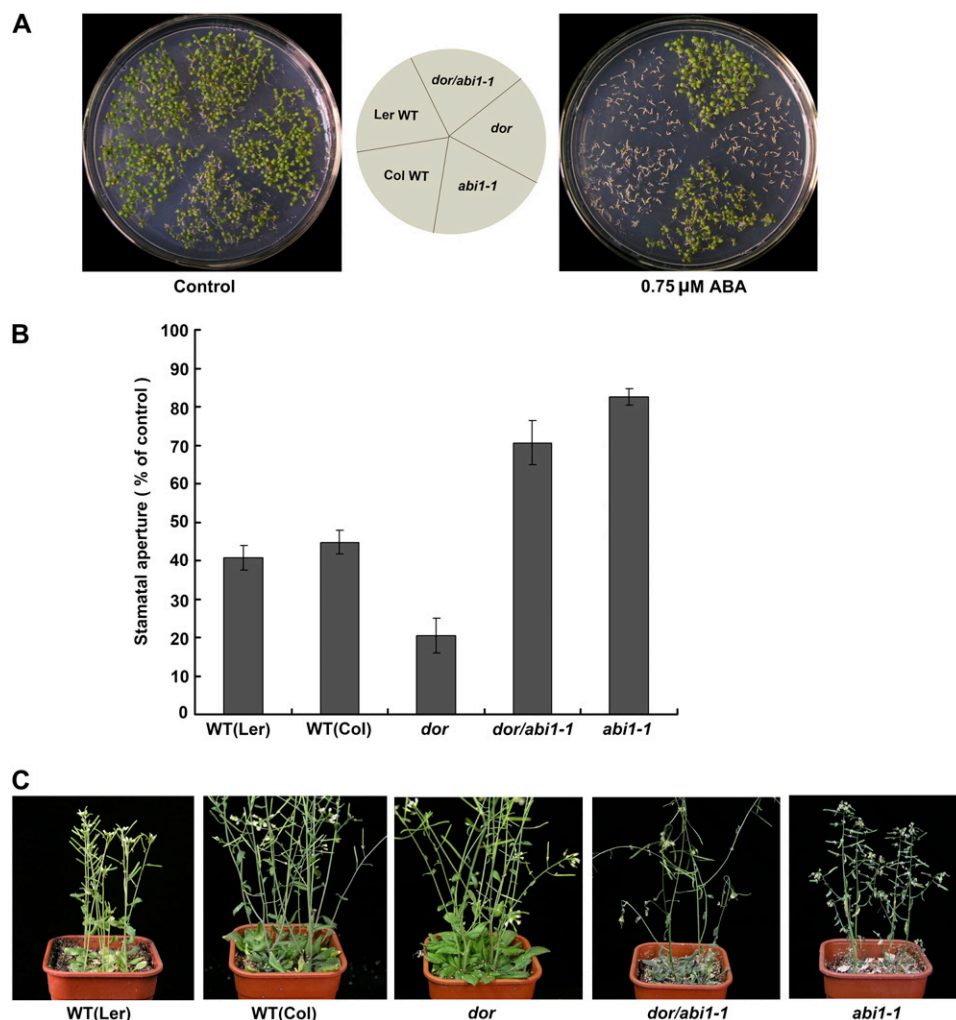 A
dor/abi1-1
Ler WT
dor
Col WT
abi1-1
Control
0.75 µM ABA
B
Stamatal aperture ( % of control )
100
90
80
70
60
50
40
30
20
10
0
WT(Ler)
WT(Col)
dor
dor/abi1-1
abi1-1
C
WT(Ler)
WT(Col)
dor
dor/abi1-1
abi1-1